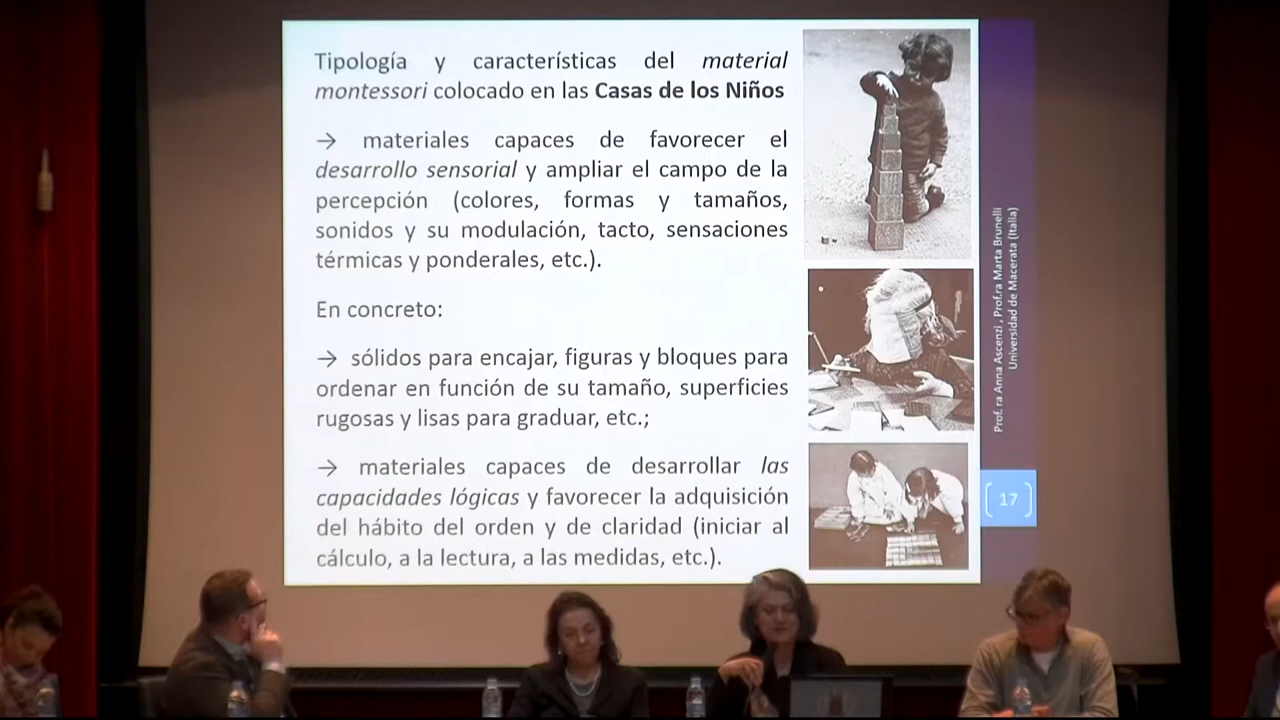 Tipología y características del material
montessori colocado en las Casas de los Niños
→ materiales capaces de favorecer el
desarrollo sensorial y ampliar el campo de la
percepción (colores, formas y tamaños,
sonidos y su modulación, tacto, sensaciones
térmicas y ponderales, etc.).
En concreto:
→ sólidos para encajar, figuras y bloques para
ordenar en función de su tamaño, superficies
rugosas y lisas para graduar, etc.;
→ materiales capaces de desarrollar las
capacidades lógicas y favorecer la adquisición
del hábito del orden y de claridad (iniciar al
cálculo, a la lectura, a las medidas, etc.).
Prof. ra Anna Ascenzi , Prof.ra Marta Brunelli
Universidad de Macerata (Italia)
17